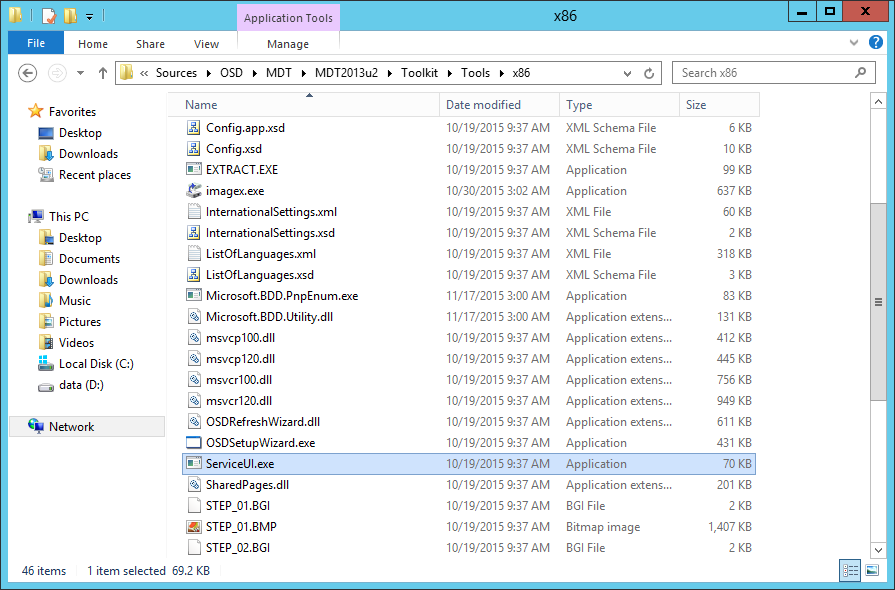 Application Tools
x86
File Home Share View Manage
« Sources OSD MDT MDT2013u2 Toolkit Tools x86
Search x86
Favorites
Desktop
Downloads
Recent places
This PC
Desktop
Documents
Downloads
Music
Pictures
Videos
Local Disk (C:)
data (D:)
Network
Name Date modified Type Size
Config.app.xsd 10/19/2015 9:37 AM XML Schema File 6 KB
Config.xsd 10/19/2015 9:37 AM XML Schema File 10 KB
EXTRACT.EXE 10/19/2015 9:37 AM Application 99 KB
imagex.exe 10/30/2015 3:02 AM Application 637 KB
InternationalSettings.xml 10/19/2015 9:37 AM XML File 60 KB
InternationalSettings.xsd 10/19/2015 9:37 AM XML Schema File 2 KB
ListOfLanguages.xml 10/19/2015 9:37 AM XML File 318 KB
ListOfLanguages.xsd 10/19/2015 9:37 AM XML Schema File 3 KB
Microsoft.BDD.PnpEnum.exe 11/17/2015 3:00 AM Application 83 KB
Microsoft.BDD.Utility.dll 11/17/2015 3:00 AM Application extens... 131 KB
msvcp100.dll 10/19/2015 9:37 AM Application extens... 412 KB
msvcp120.dll 10/19/2015 9:37 AM Application extens... 445 KB
msvcr100.dll 10/19/2015 9:37 AM Application extens... 756 KB
msvcr120.dll 10/19/2015 9:37 AM Application extens... 949 KB
OSDRefreshWizard.dll 10/19/2015 9:37 AM Application extens... 611 KB
OSDSetupWizard.exe 10/19/2015 9:37 AM Application 431 KB
ServiceUI.exe 10/19/2015 9:37 AM Application 70 KB
SharedPages.dll 10/19/2015 9:37 AM Application extens... 201 KB
STEP_01.BGI 10/19/2015 9:37 AM BGI File 2 KB
STEP_01.BMP 10/19/2015 9:37 AM Bitmap image 1,407 KB
STEP_02.BGI 10/19/2015 9:37 AM BGI File 2 KB
46 items 1 item selected 69.2 KB